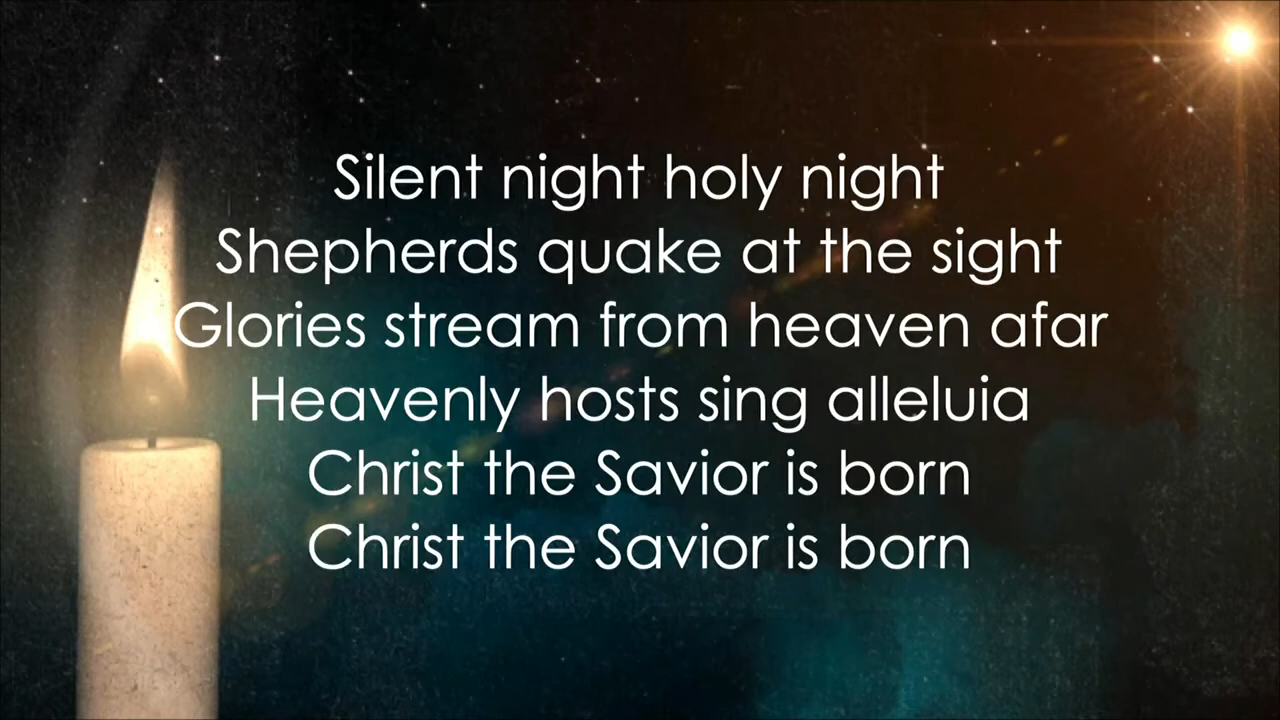 Silent night holy night
Shepherds quake at the sight
Glories stream from heaven afar
Heavenly hosts sing alleluia
Christ the Savior is born
Christ the Savior is born